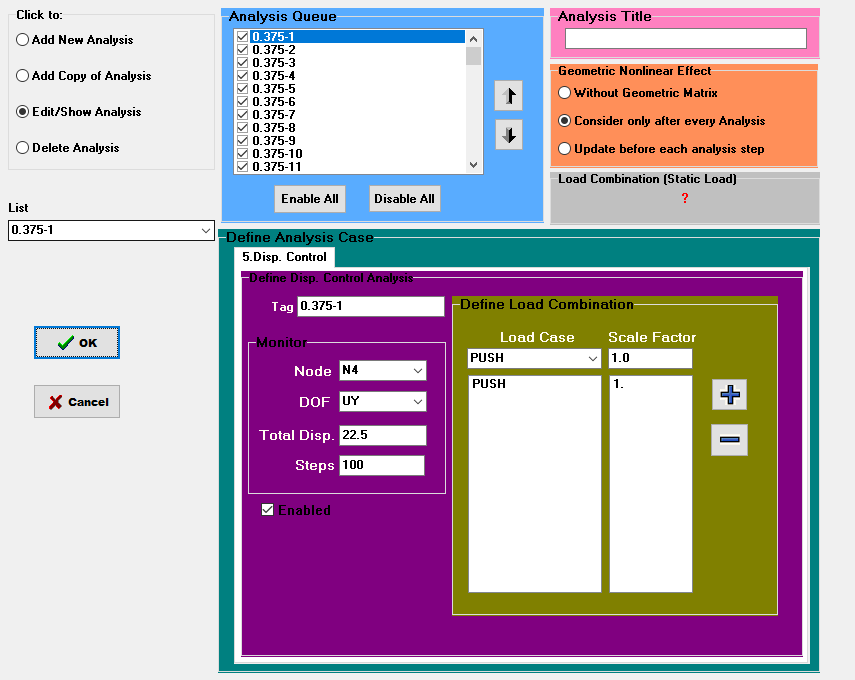 Click to:
Add New Analysis
Add Copy of Analysis
Edit/Show Analysis
Delete Analysis
List
0.375-1
OK
Cancel
Analysis Queue
0.375-1
0.375-2
0.375-3
0.375-4
0.375-5
0.375-6
0.375-7
0.375-8
0.375-9
0.375-10
0.375-11
Enable All
Disable All
Analysis Title
Geometric Nonlinear Effect
Without Geometric Matrix
Consider only after every Analysis
Update before each analysis step
Load Combination (Static Load)
?
Define Analysis Case
5.Disp. Control
Define Disp. Control Analysis
Tag 0.375-1
Monitor
Node N4
DOF UY
Total Disp. 22.5
Steps 100
Enabled
Define Load Combination
Load Case Scale Factor
PUSH 1.0
PUSH 1.